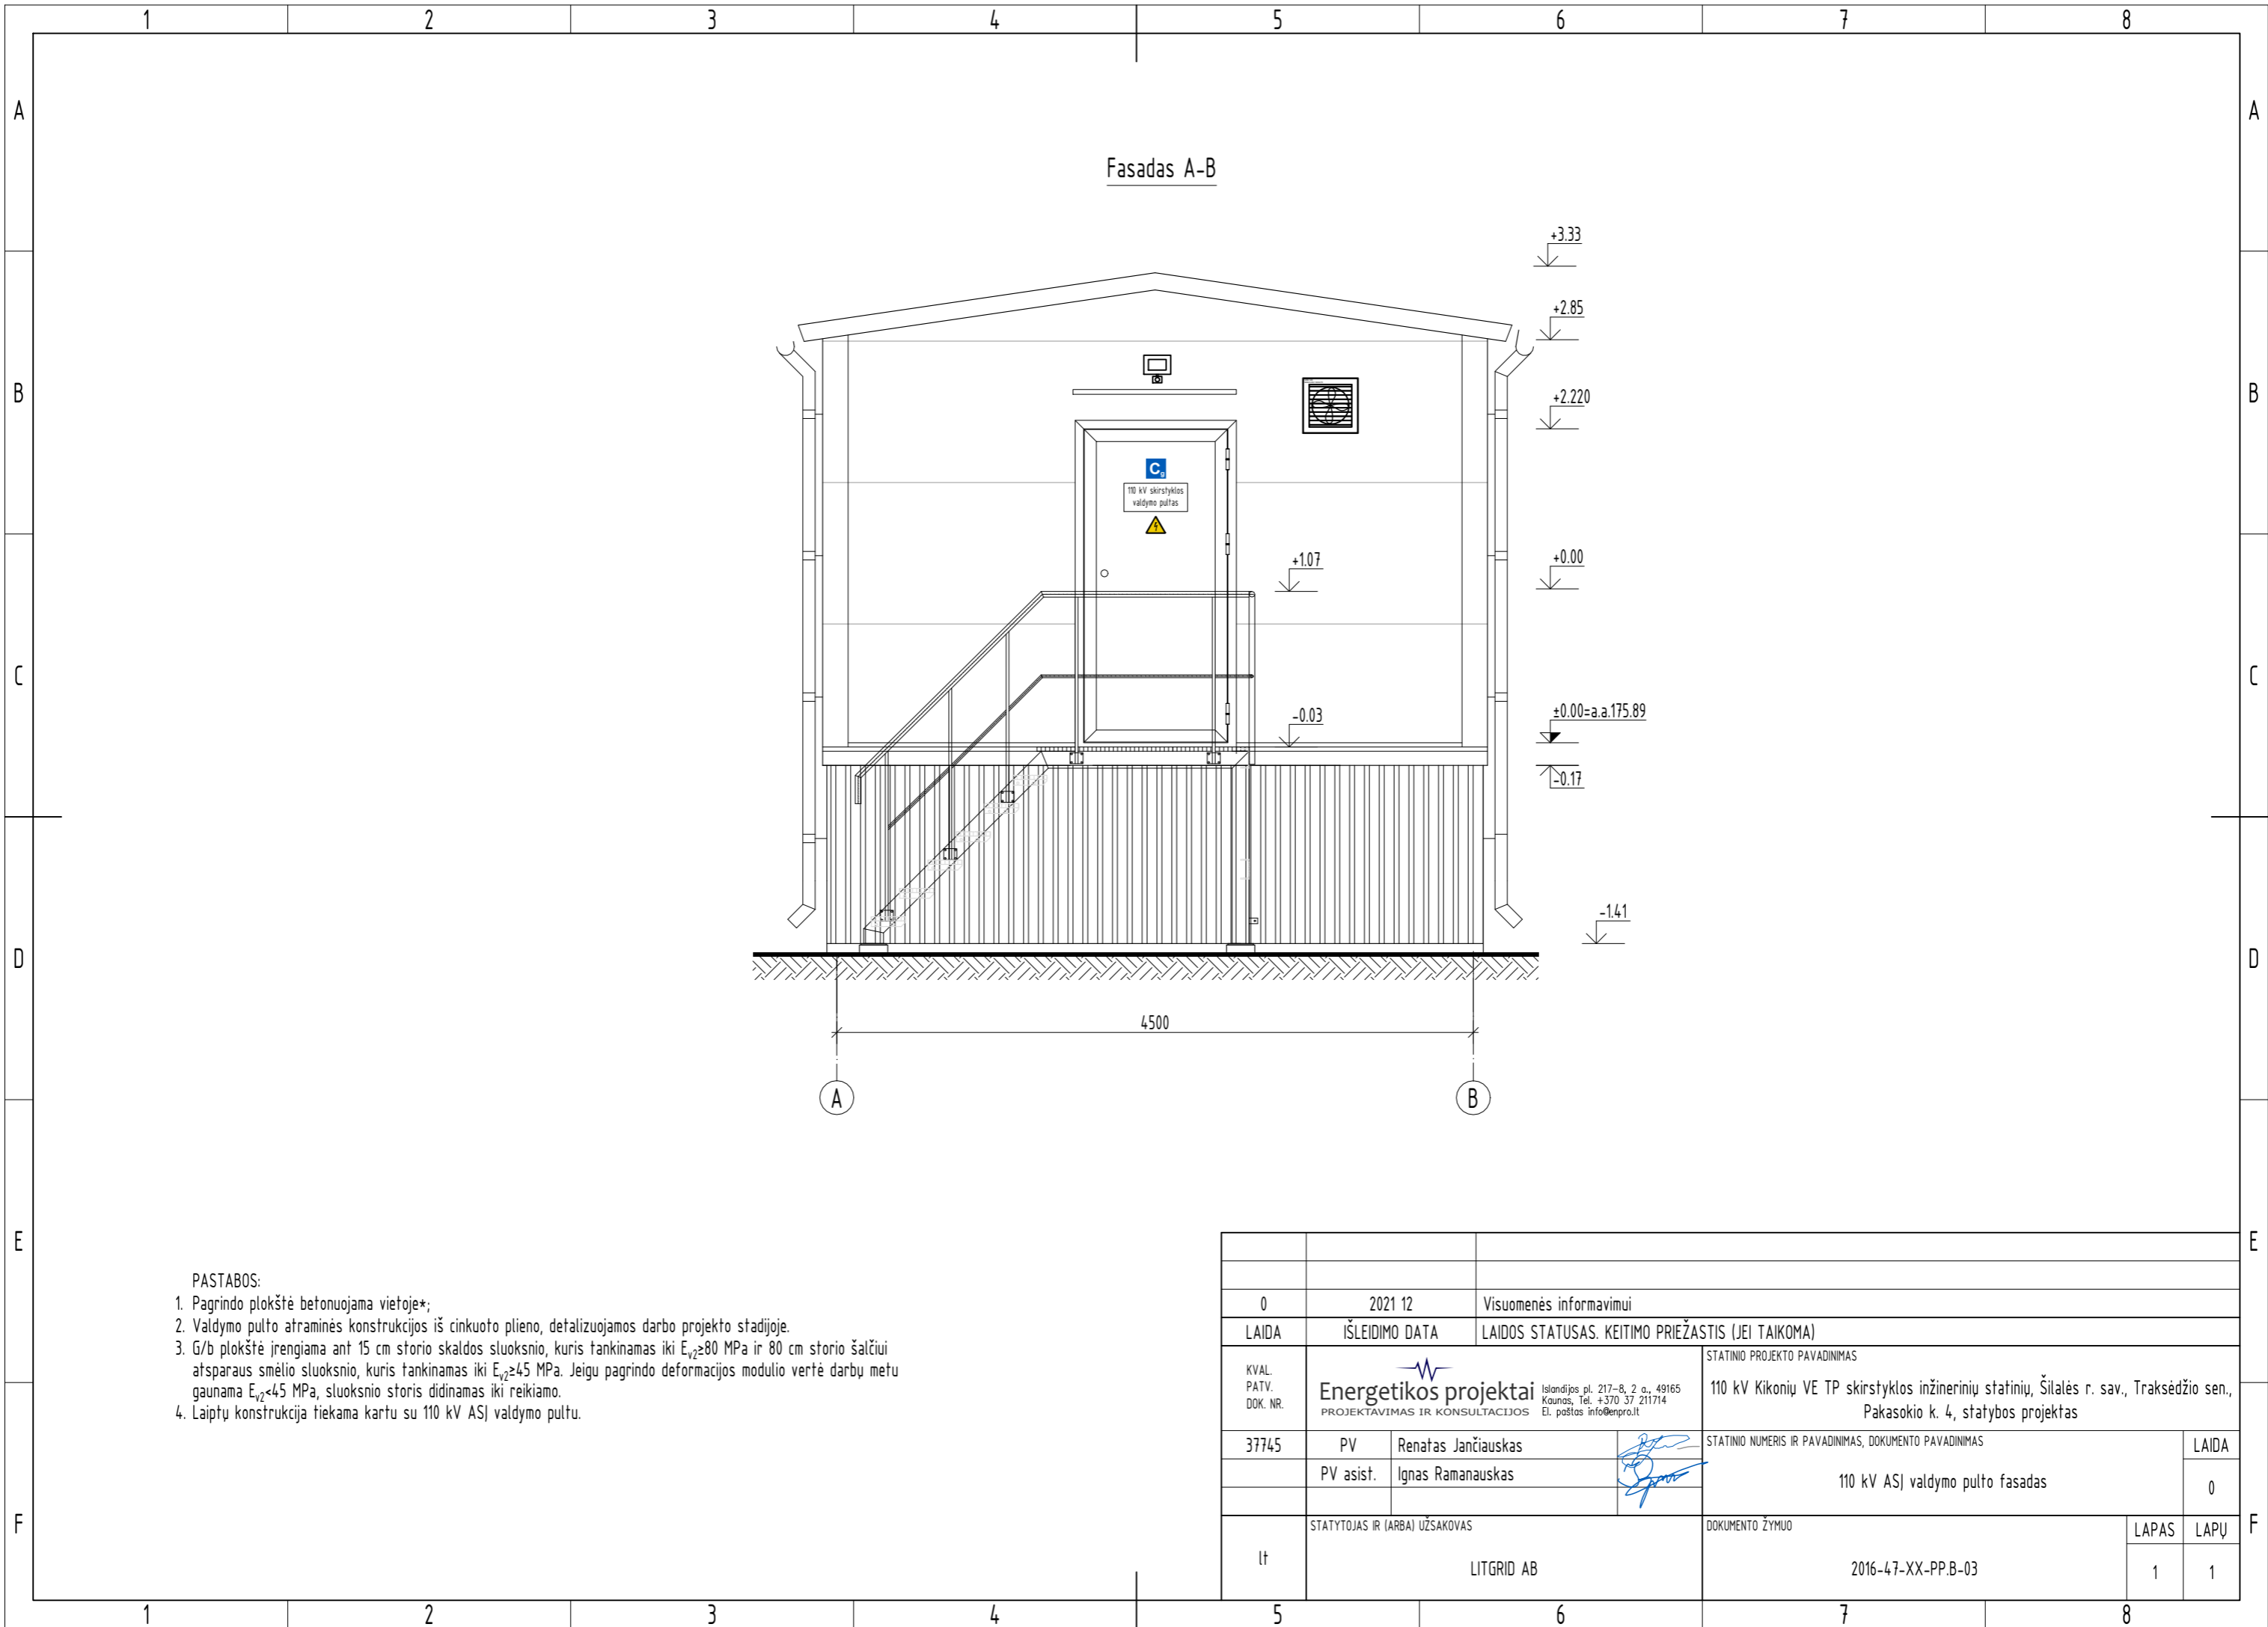 1 2 3 4 5 6 7 8
A A
B B
C C
D D
E E
F F
Fasadas A-B
+3.33
+2.85
+2.220
+0.00
+1.07
-0.03
±0.00=a.a.175.89
-0.17
-1.41
C
110 kV skirstyklos
valdymo pultas
4500
A B
PASTABOS:
1. Pagrindo plokštė betonuojama vietoje*;
2. Valdymo pulto atraminės konstrukcijos iš cinkuoto plieno, detalizuojamos darbo projekto stadijoje.
3. G/b plokštė įrengiama ant 15 cm storio skaldos sluoksnio, kuris tankinamas iki Ev2≥80 MPa ir 80 cm storio šalčiui
atsparaus smėlio sluoksnio, kuris tankinamas iki Ev2≥45 MPa. Jeigu pagrindo deformacijos modulio vertė darbų metu
gaunama Ev2<45 MPa, sluoksnio storis didinamas iki reikiamo.
4. Laiptų konstrukcija tiekama kartu su 110 kV ASĮ valdymo pultu.
0 2021 12 Visuomenės informavimui
LAIDA IŠLEIDIMO DATA LAIDOS STATUSAS. KEITIMO PRIEŽASTIS (JEI TAIKOMA)
KVAL.
PATV.
DOK. NR.
Energetikos projektai
PROJEKTAVIMAS IR KONSULTACIJOS
Islandijos pl. 217-8, 2 a., 49165
Kaunas, Tel. +370 37 211714
El. paštas info@enpro.lt
STATINIO PROJEKTO PAVADINIMAS
110 kV Kikonių VE TP skirstyklos inžinerinių statinių, Šilalės r. sav., Traksėdžio sen.,
Pakasokio k. 4, statybos projektas
37745 PV Renatas Jančiauskas
PV asist. Ignas Ramanauskas
STATINIO NUMERIS IR PAVADINIMAS, DOKUMENTO PAVADINIMAS
110 kV ASĮ valdymo pulto fasadas
LAIDA
0
lt
STATYTOJAS IR (ARBA) UŽSAKOVAS
LITGRID AB
DOKUMENTO ŽYMUO
2016-47-XX-PP.B-03
LAPAS LAPŲ
1 1
1 2 3 4 5 6 7 8